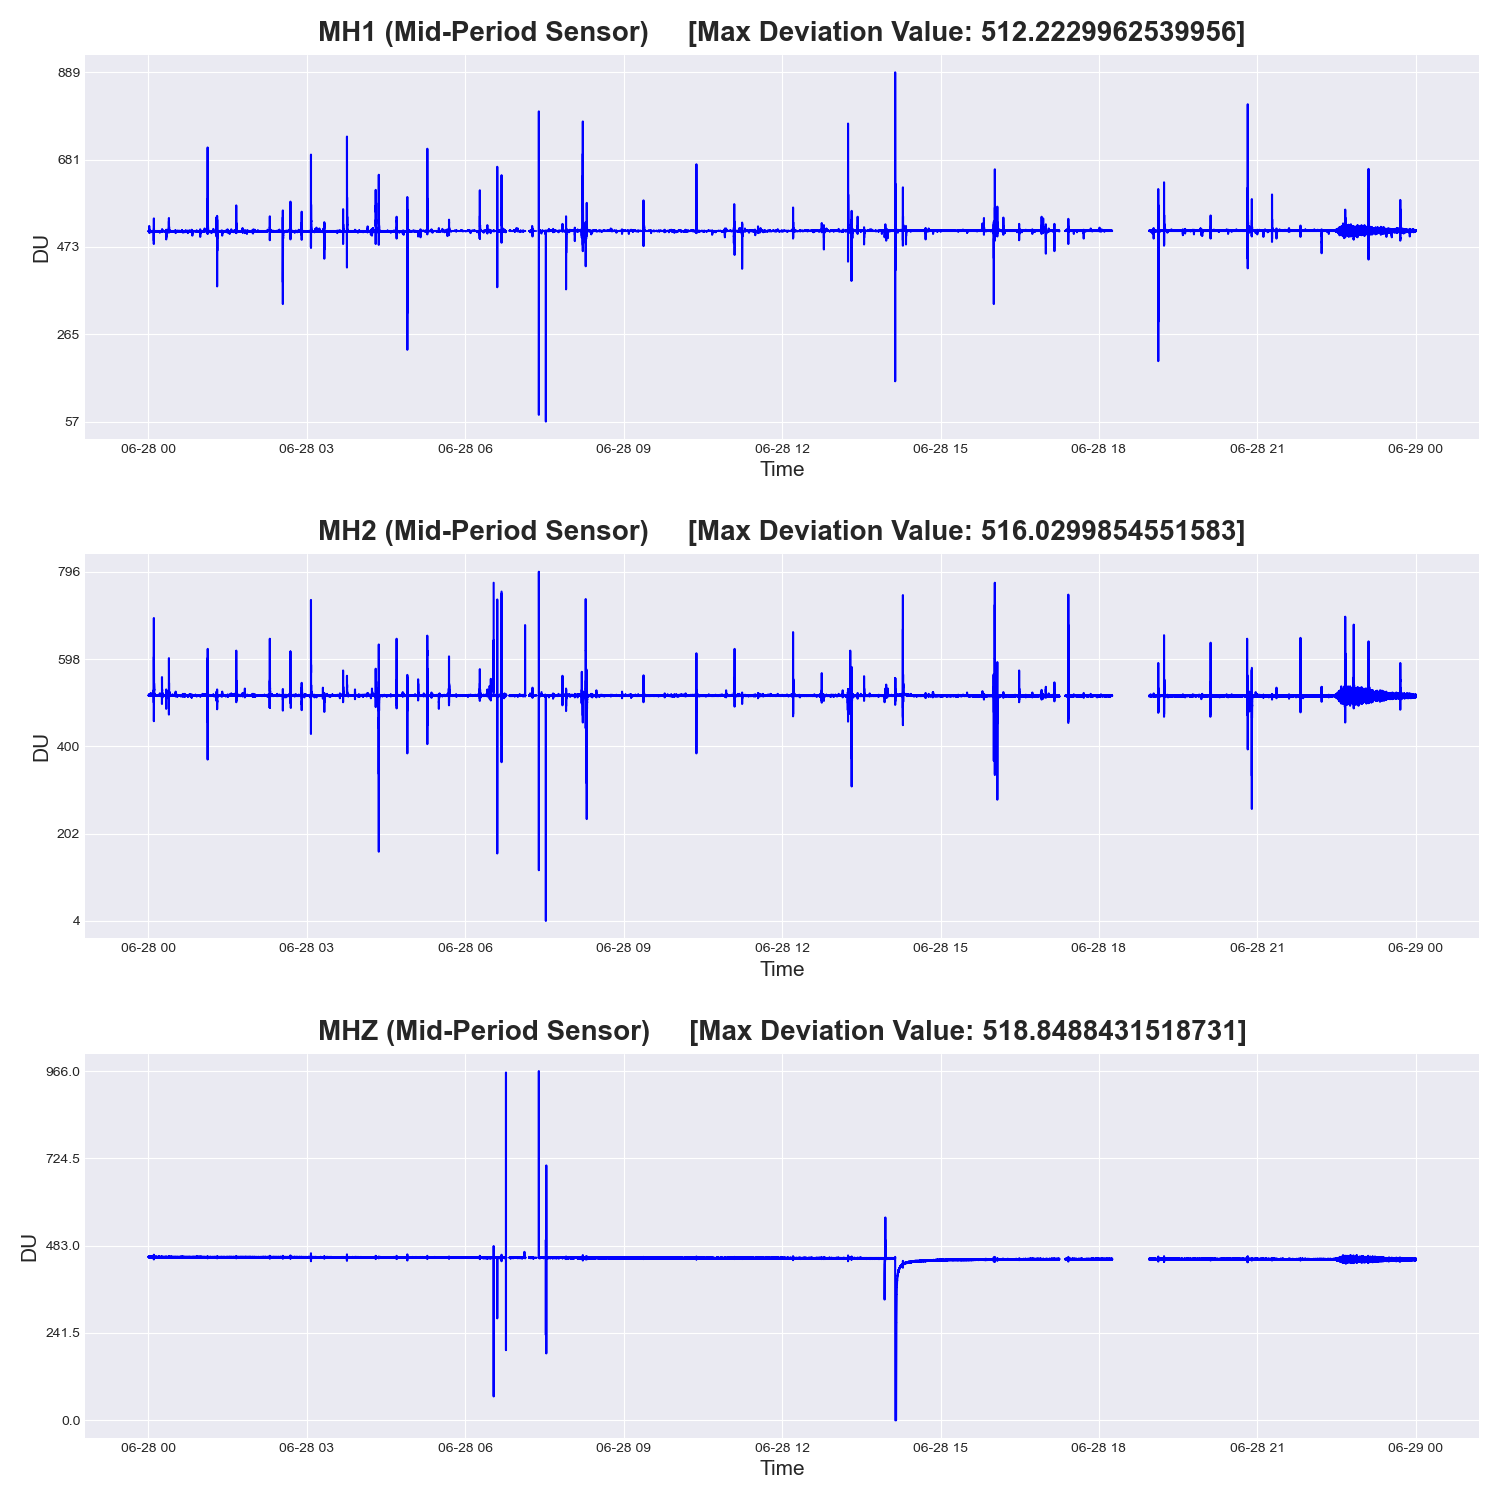 MH1 (Mid-Period Sensor) [Max Deviation Value: 512.2229962539956]
889
681
473
265
57
DU
06-28 00 06-28 03 06-28 06 06-28 09 06-28 12 06-28 15 06-28 18 06-28 21 06-29 00
Time
MH2 (Mid-Period Sensor) [Max Deviation Value: 516.0299854551583]
796
598
400
202
4
DU
06-28 00 06-28 03 06-28 06 06-28 09 06-28 12 06-28 15 06-28 18 06-28 21 06-29 00
Time
MHZ (Mid-Period Sensor) [Max Deviation Value: 518.8488431518731]
966.0
724.5
483.0
241.5
0.0
DU
06-28 00 06-28 03 06-28 06 06-28 09 06-28 12 06-28 15 06-28 18 06-28 21 06-29 00
Time